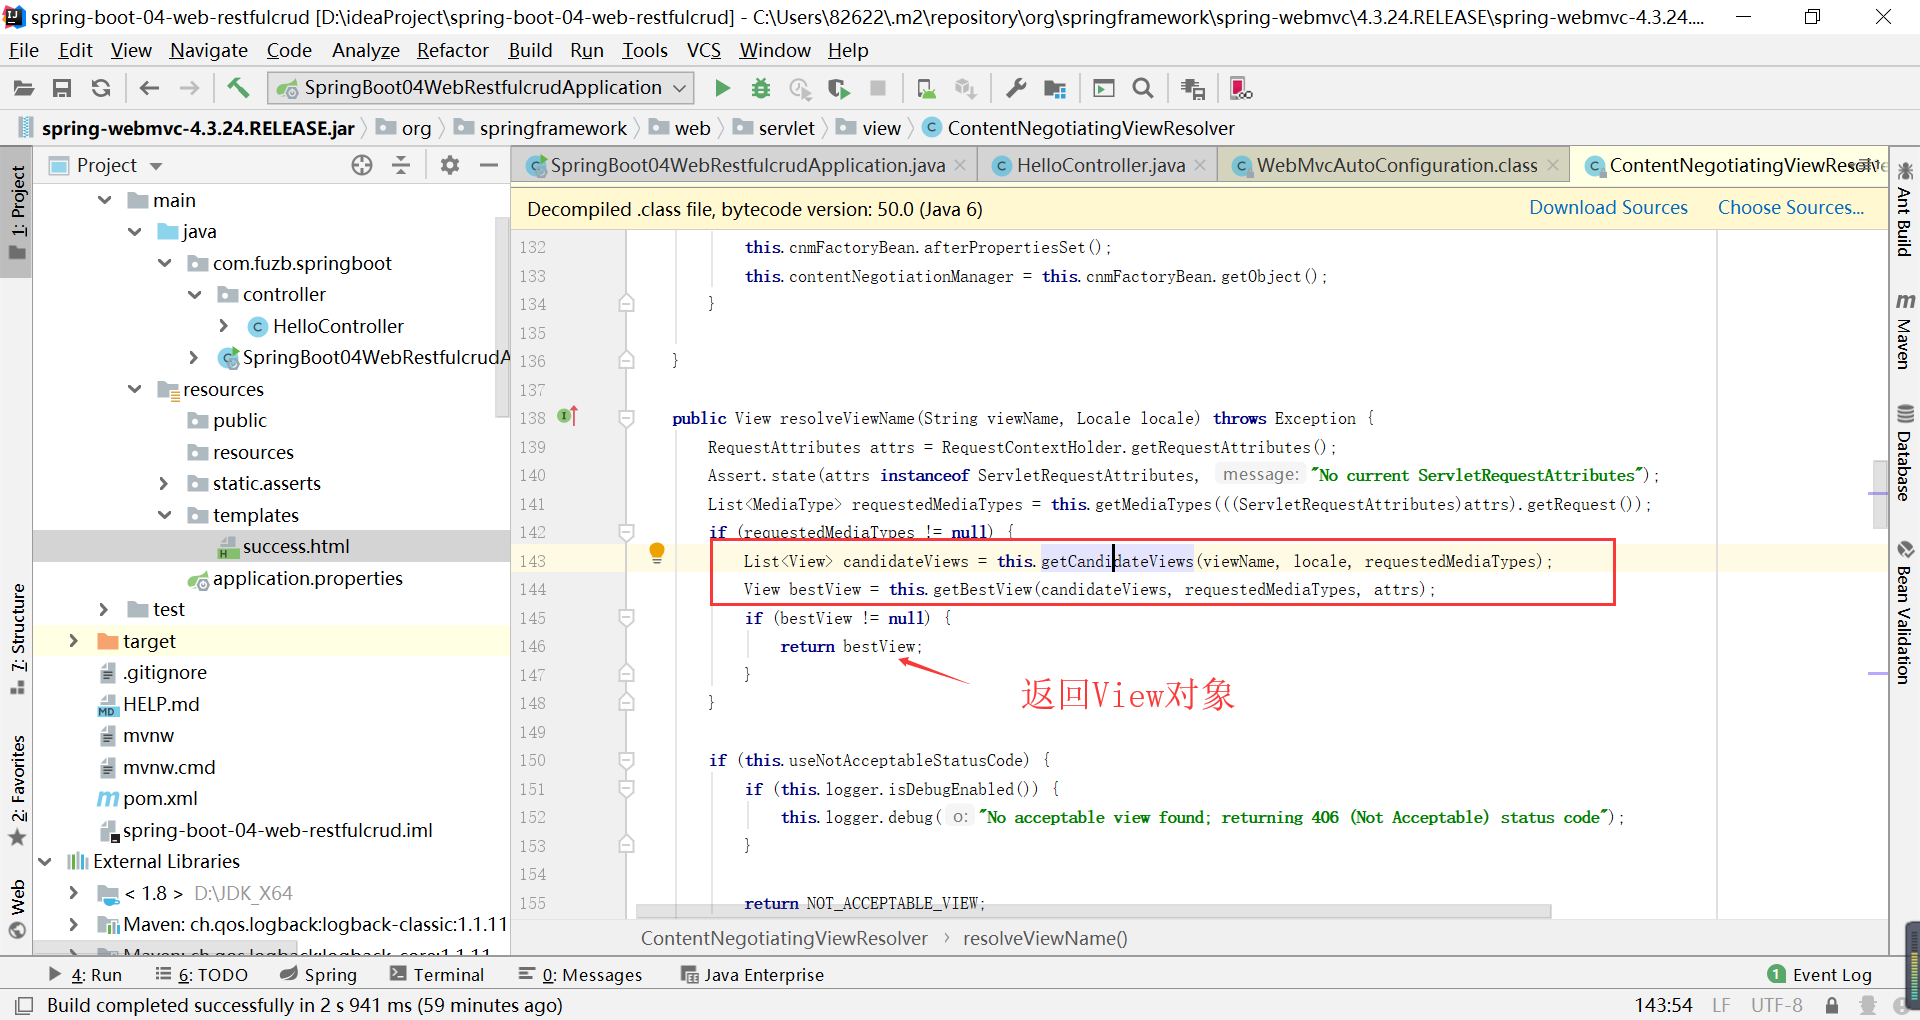 spring-boot-04-web-restfulcrud [D:\ideaProject\spring-boot-04-web-restfulcrud] - C:\Users\82622\.m2\repository\org\springframework\spring-webmvc\4.3.24.RELEASE\spring-webmvc-4.3.24....
File Edit View Navigate Code Analyze Refactor Build Run Tools VCS Window Help
SpringBoot04WebRestfulcrudApplication
spring-webmvc-4.3.24.RELEASE.jar org springframework web servlet view ContentNegotiatingViewResolver
Project
SpringBoot04WebRestfulcrudApplication.java HelloController.java WebMvcAutoConfiguration.class ContentNegotiatingViewRes
Decompiled .class file, bytecode version: 50.0 (Java 6) Download Sources Choose Sources...
1: Project
7: Structure
2: Favorites
Web
main
java
com.fuzb.springboot
controller
HelloController
SpringBoot04WebRestfulcrudA
resources
public
resources
static.asserts
templates
success.html
application.properties
test
target
.gitignore
HELP.md
mvnw
mvnw.cmd
pom.xml
spring-boot-04-web-restfulcrud.iml
External Libraries
< 1.8 > D:\JDK_X64
Maven: ch.qos.logback:logback-classic:1.1.11
Maven: ch.qos.logback:logback-core:1.1.11
132 this.cnmFactoryBean.afterPropertiesSet();
133 this.contentNegotiationManager = this.cnmFactoryBean.getObject();
134 }
135
136 }
137
138 public View resolveViewName(String viewName, Locale locale) throws Exception {
139 RequestAttributes attrs = RequestContextHolder.getRequestAttributes();
140 Assert.state(attrs instanceof ServletRequestAttributes, message: "No current ServletRequestAttributes");
141 List<MediaType> requestedMediaTypes = this.getMediaTypes(((ServletRequestAttributes)attrs).getRequest());
142 if (requestedMediaTypes != null) {
143 List<View> candidateViews = this.getCandidateViews(viewName, locale, requestedMediaTypes);
144 View bestView = this.getBestView(candidateViews, requestedMediaTypes, attrs);
145 if (bestView != null) {
146 return bestView;
147 }
返回View对象
148 }
149
150 if (this.useNotAcceptableStatusCode) {
151 if (this.logger.isDebugEnabled()) {
152 this.logger.debug( o: "No acceptable view found; returning 406 (Not Acceptable) status code");
153 }
154
155 return NOT_ACCEPTABLE_VIEW;
ContentNegotiatingViewResolver › resolveViewName()
Ant Build
Maven
Database
Bean Validation
4: Run 6: TODO Spring Terminal 0: Messages Java Enterprise 1 Event Log
Build completed successfully in 2 s 941 ms (59 minutes ago) 143:54 LF UTF-8